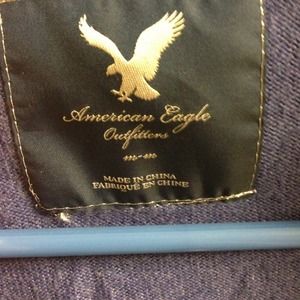 American Eagle
Outfitters
m-m
MADE IN CHINA
FABRIQUÉ EN CHINE